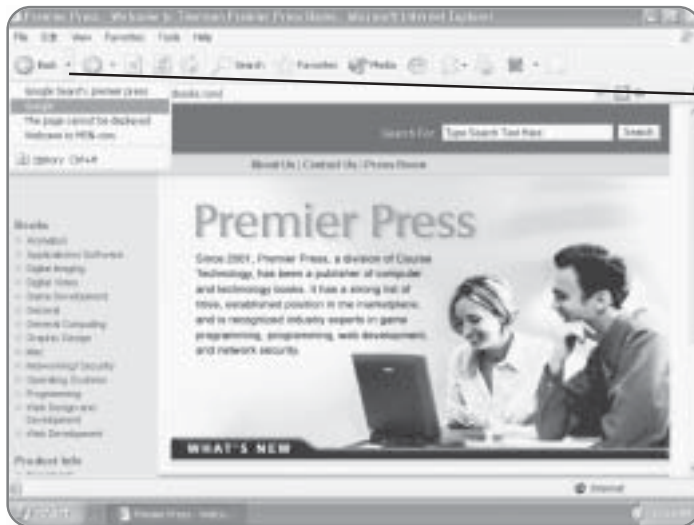 Premier Press - Welcome to Thomson Premier Press Home - Microsoft Internet Explorer
File Edit View Favorites Tools Help
Back Search Favorites Media
Google Search: premier press
Google
The page cannot be displayed
Welcome to MSN.com
History Ctrl+H
Search For: Type Search Text Here Search
About Us | Contact Us | Press Room
Books
Animation
Applications Software
Digital Imaging
Digital Video
Game Development
General
General Computing
Graphic Design
Mac
Networking/Security
Operating Systems
Programming
Web Design and
Development
Web Development
Product Info
Premier Press
Since 2001, Premier Press, a division of Course
Technology, has been a publisher of computer
and technology books. It has a strong list of
titles, established position in the marketplace,
and is recognized industry experts in game
programming, programming, web development,
and network security.
WHAT'S NEW
Internet
start